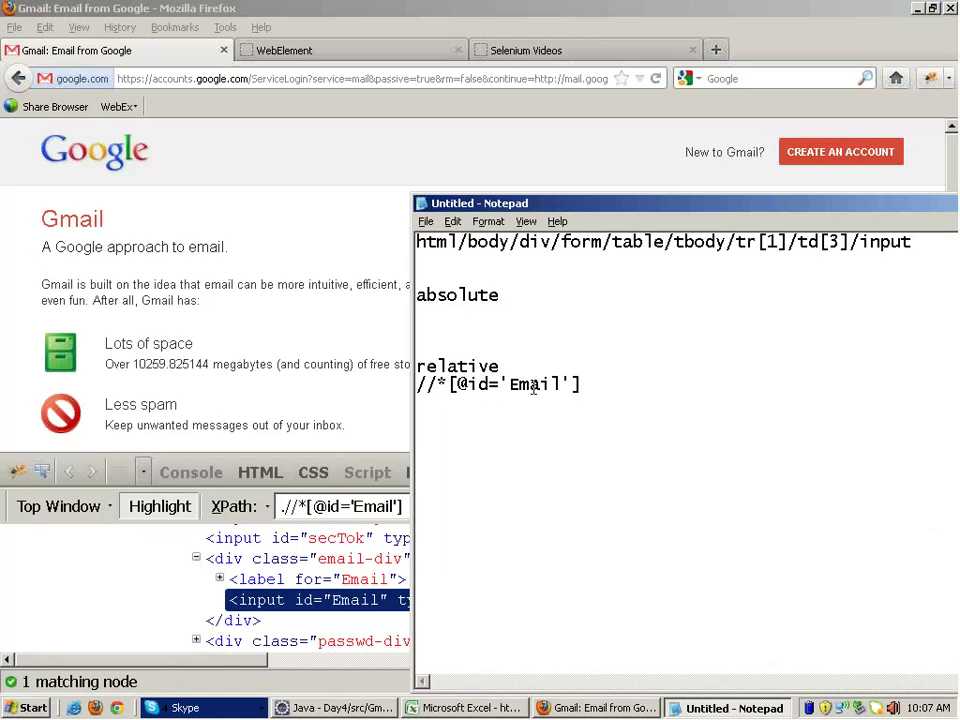 Gmail: Email from Google - Mozilla Firefox
File Edit View History Bookmarks Tools Help
Gmail: Email from Google
WebElement
Selenium Videos
google.com https://accounts.google.com/ServiceLogin?service=mail&passive=true&rm=false&continue=http://mail.goog
Google
Share Browser WebEx
Google
New to Gmail? CREATE AN ACCOUNT
Gmail
A Google approach to email.
Gmail is built on the idea that email can be more intuitive, efficient, a
even fun. After all, Gmail has:
Lots of space
Over 10259.825144 megabytes (and counting) of free sto
Less spam
Keep unwanted messages out of your inbox.
Untitled - Notepad
File Edit Format View Help
html/body/div/form/table/tbody/tr[1]/td[3]/input
absolute
relative
//*[@id='Email']
Console HTML CSS Script
Top Window Highlight XPath: .//*[@id='Email']
<input id="secTok" typ
<div class="email-div"
<label for="Email">
<input id="Email" ty
</div>
<div class="passwd-div
1 matching node
Start
Skype
Java - Day4/src/Gm...
Microsoft Excel - ht...
Gmail: Email from Go...
Untitled - Notepad
10:07 AM